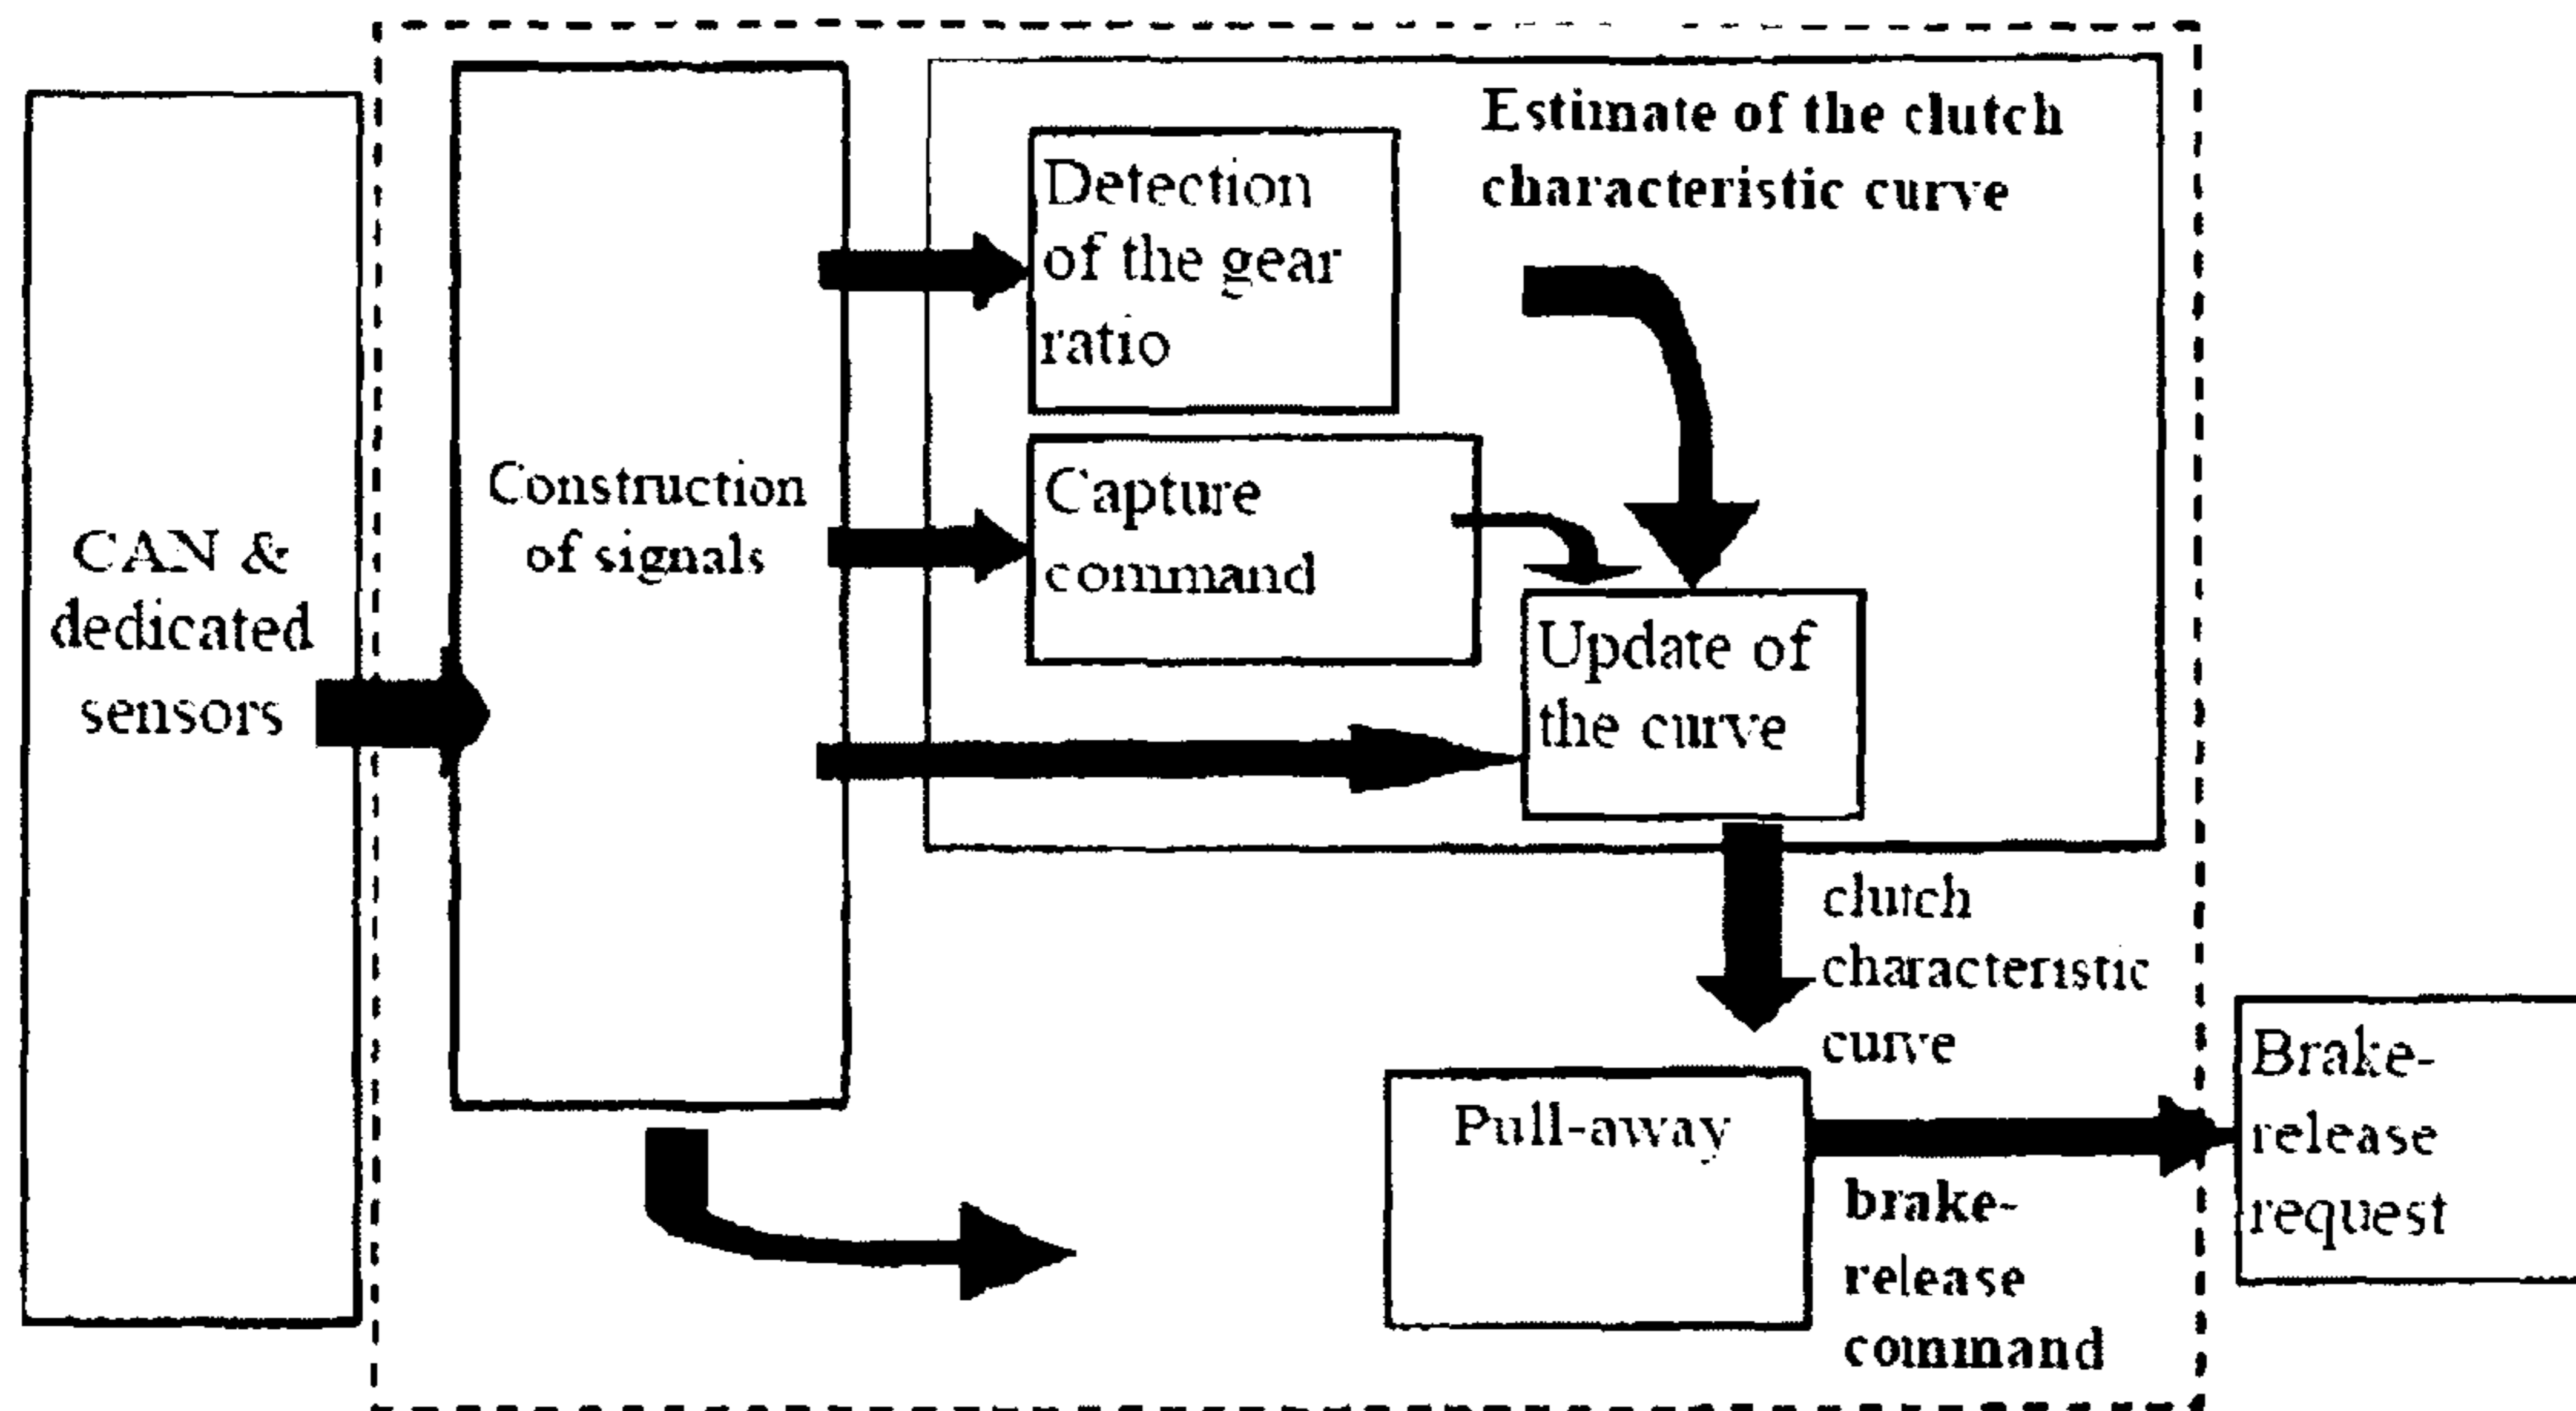 CAN &
dedicated
sensors
Construction
of signals
Estimate of the clutch
characteristic curve
Detection
of the gear
ratio
Capture
command
Update of
the curve
clutch
characteristic
curve
Pull-away
brake-
release
command
Brake-
release
request